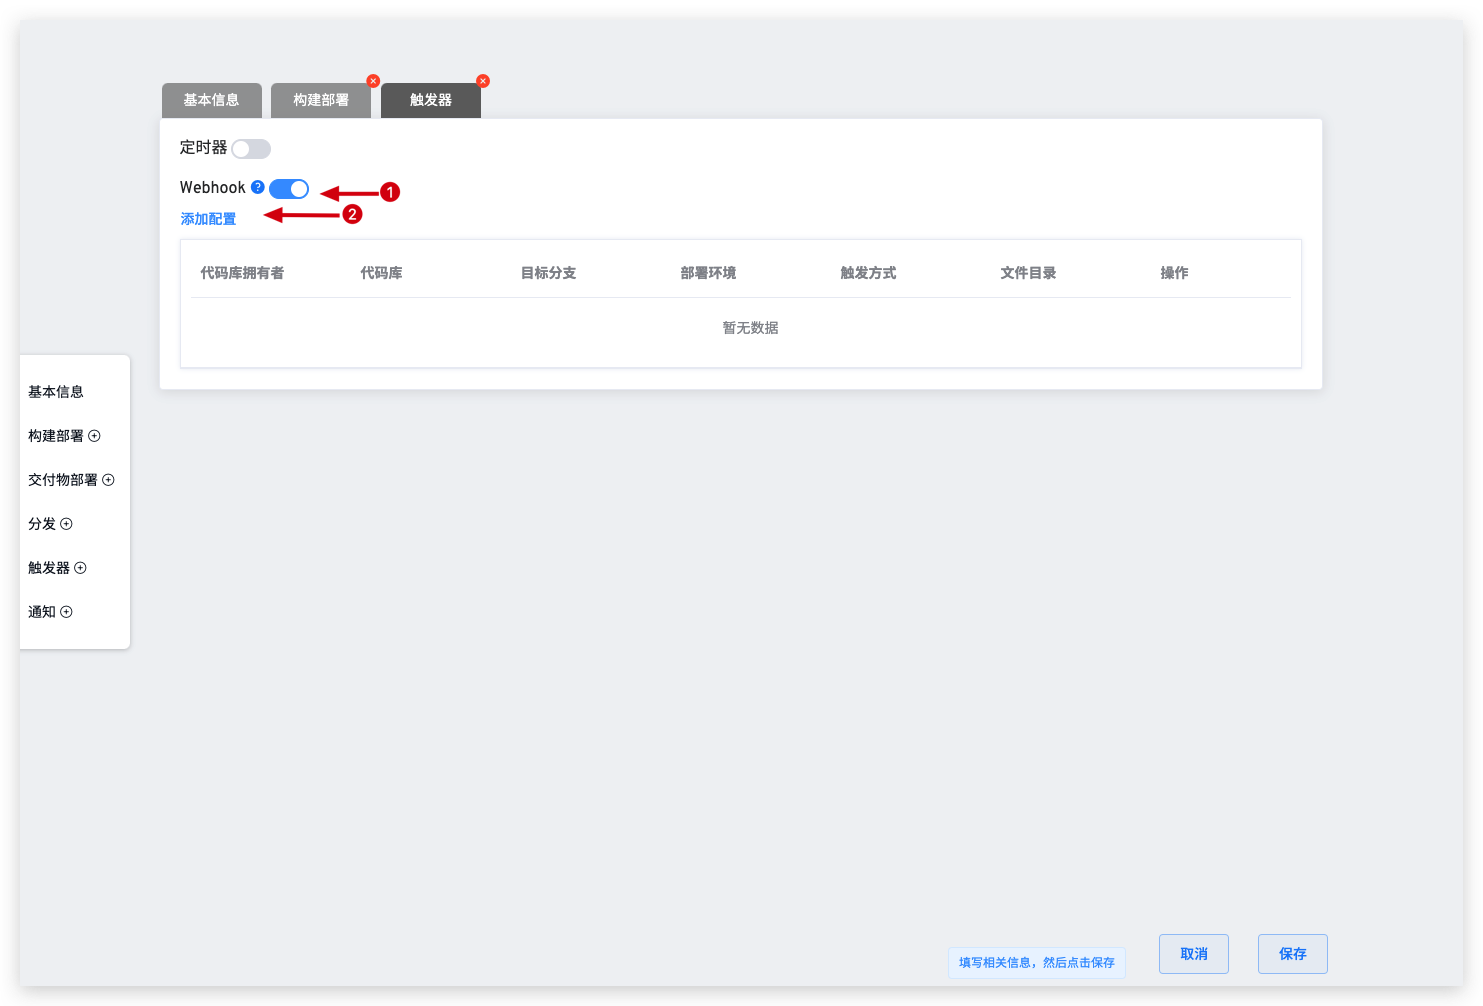 基本信息 构建部署 触发器
定时器
Webhook ? 1
添加配置 2
代码库拥有者 代码库 目标分支 部署环境 触发方式 文件目录 操作
暂无数据
基本信息
构建部署
交付物部署
分发
触发器
通知
填写相关信息，然后点击保存 取消 保存